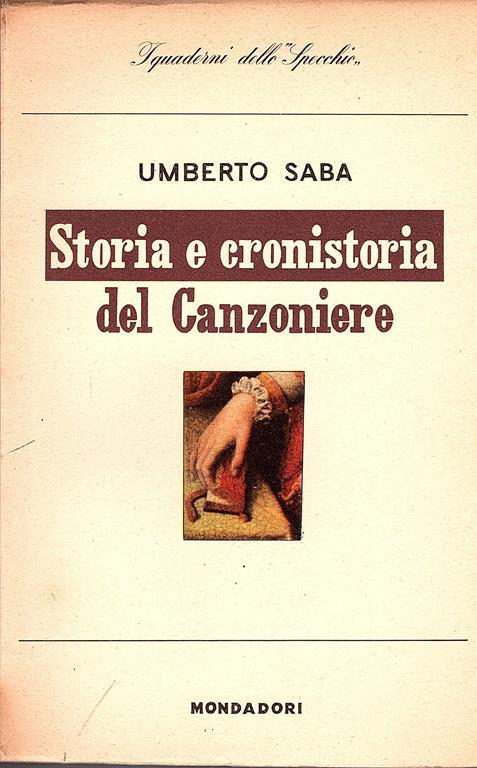 I quaderni dello "Specchio„
UMBERTO SABA
Storia e cronistoria
del Canzoniere
MONDADORI